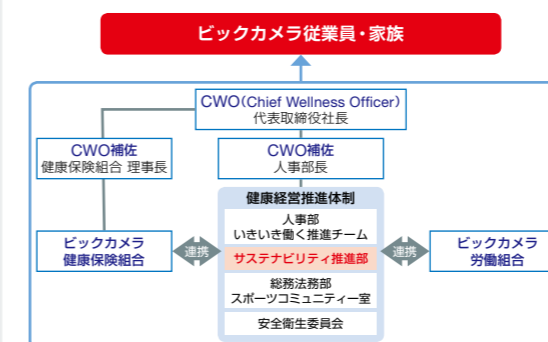 ビックカメラ従業員・家族
CWO(Chief Wellness Officer)
代表取締役社長
CWO補佐
健康保険組合 理事長
CWO補佐
人事部長
健康経営推進体制
人事部
いきいき働く推進チーム
サステナビリティ推進部
総務法務部
スポーツコミュニティー室
安全衛生委員会
ビックカメラ
健康保険組合
連携
連携
ビックカメラ
労働組合